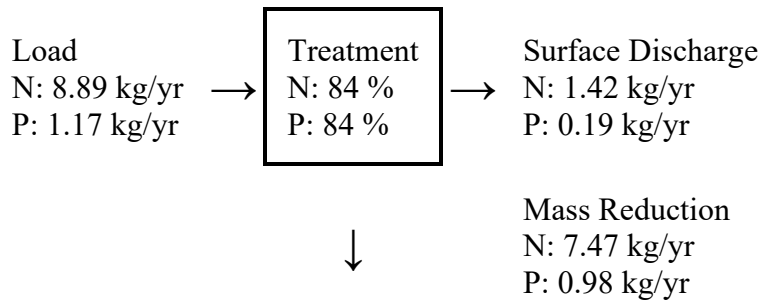 Load
N: 8.89 kg/yr
P: 1.17 kg/yr
→
Treatment
N: 84 %
P: 84 %
→
Surface Discharge
N: 1.42 kg/yr
P: 0.19 kg/yr
↓
Mass Reduction
N: 7.47 kg/yr
P: 0.98 kg/yr